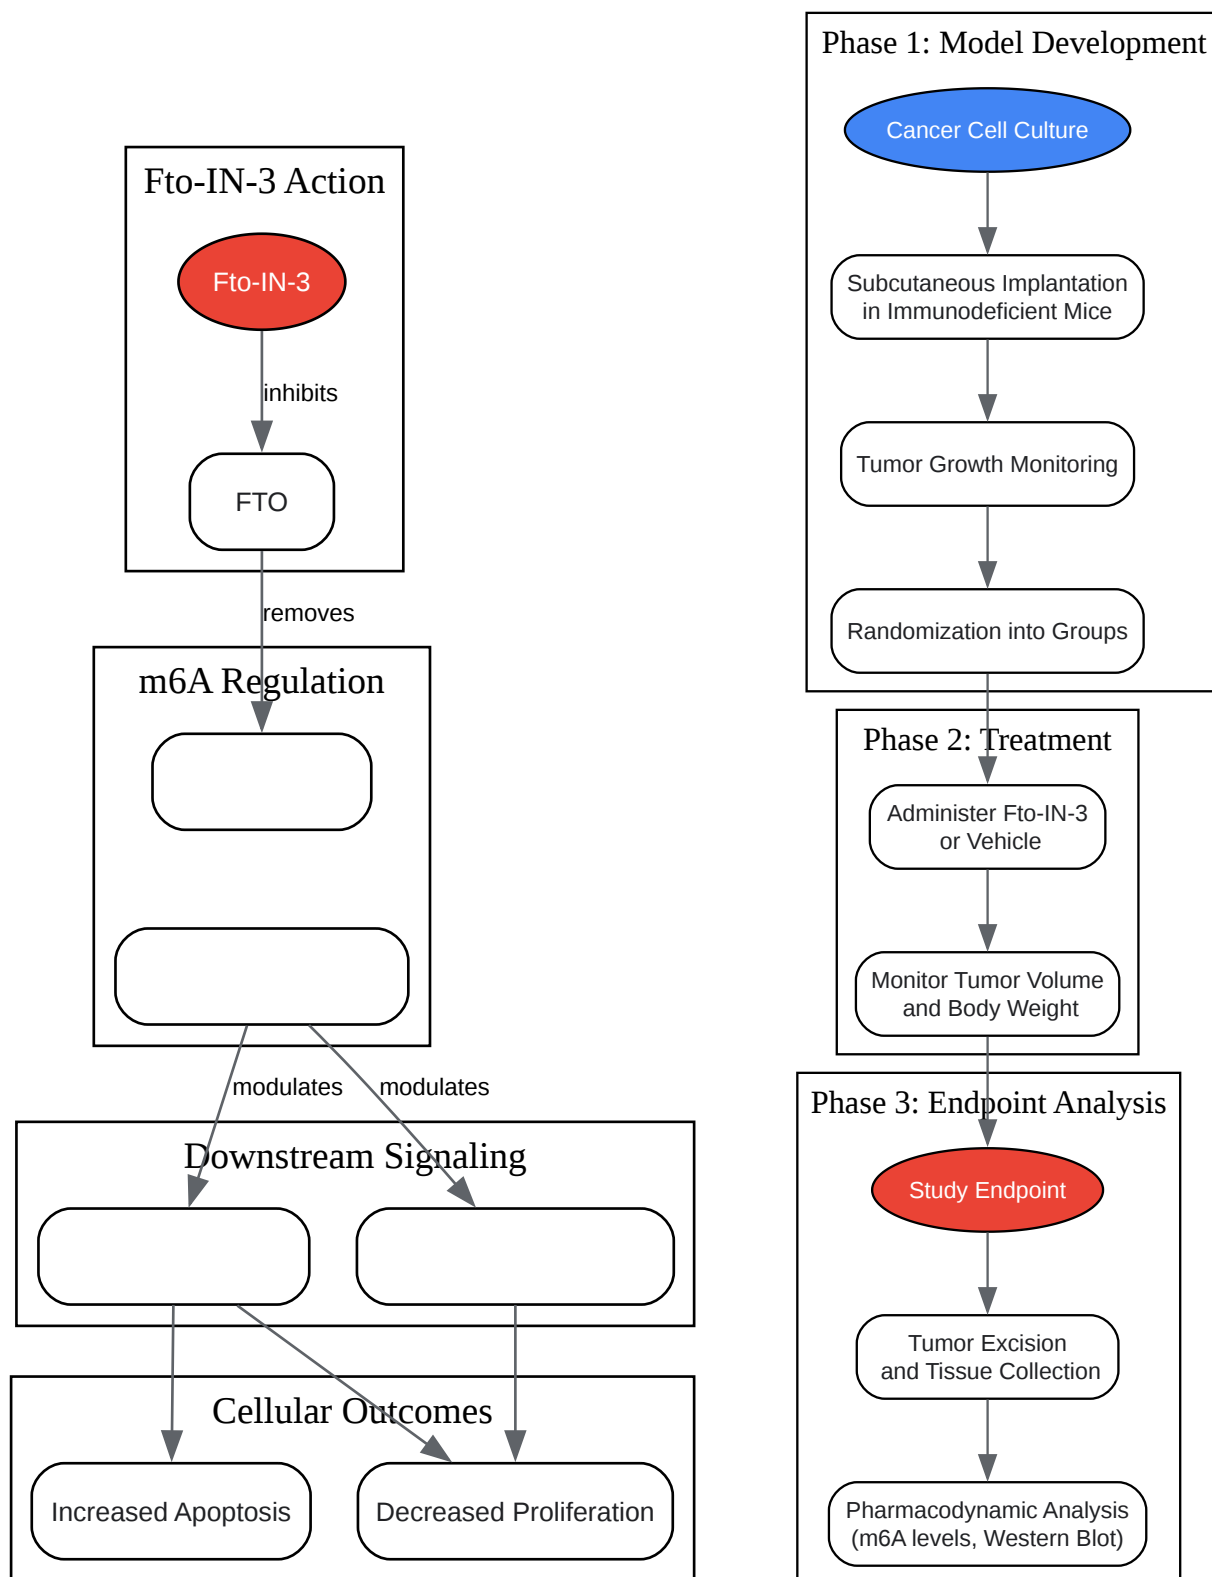 Fto-IN-3 Action
Fto-IN-3
inhibits
FTO
removes
m6A Regulation
modulates
modulates
Downstream Signaling
Cellular Outcomes
Increased Apoptosis
Decreased Proliferation
Phase 1: Model Development
Cancer Cell Culture
Subcutaneous Implantation
in Immunodeficient Mice
Tumor Growth Monitoring
Randomization into Groups
Phase 2: Treatment
Administer Fto-IN-3
or Vehicle
Monitor Tumor Volume
and Body Weight
Phase 3: Endpoint Analysis
Study Endpoint
Tumor Excision
and Tissue Collection
Pharmacodynamic Analysis
(m6A levels, Western Blot)